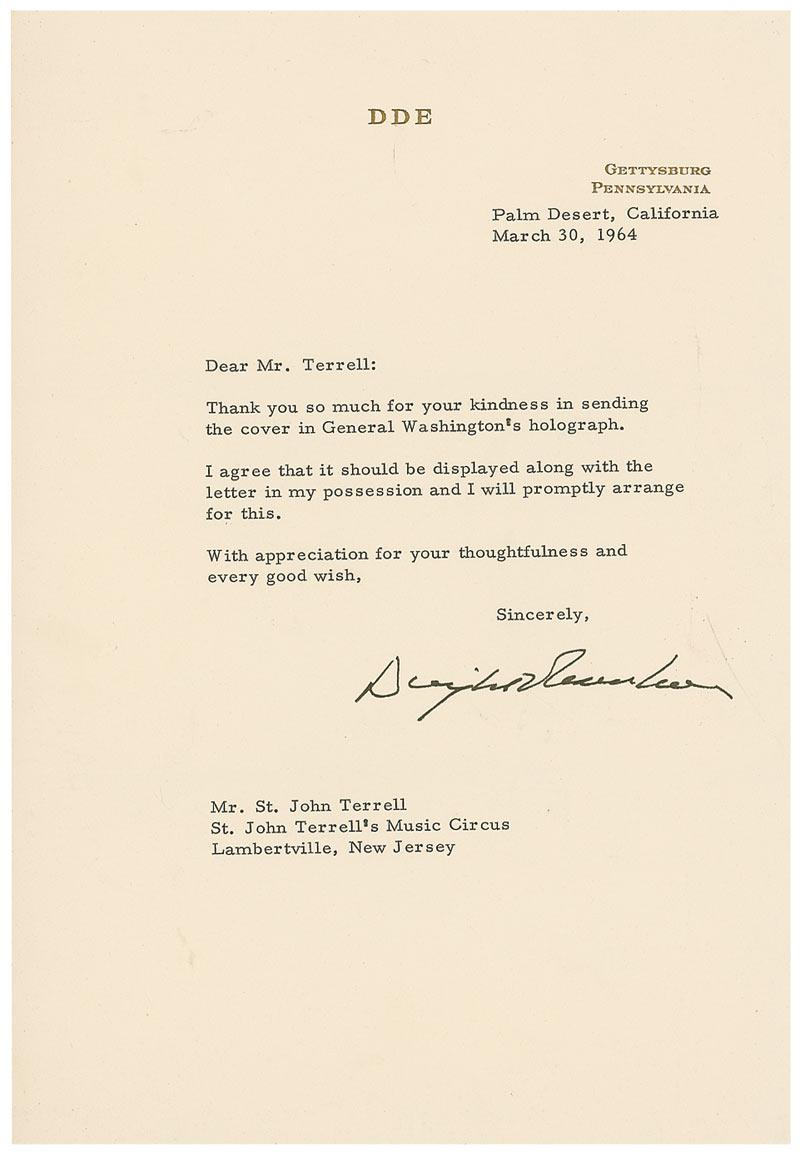 DDE
GETTYSBURG
PENNSYLVANIA
Palm Desert, California
March 30, 1964
Dear Mr. Terrell:
Thank you so much for your kindness in sending
the cover in General Washington's holograph.
I agree that it should be displayed along with the
letter in my possession and I will promptly arrange
for this.
With appreciation for your thoughtfulness and
every good wish,
Sincerely,
Dwight D Eisenhower
Mr. St. John Terrell
St. John Terrell's Music Circus
Lambertville, New Jersey